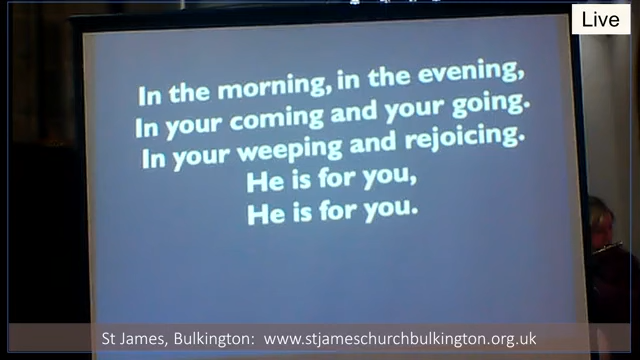 Live
In the morning, in the evening,
In your coming and your going.
In your weeping and rejoicing.
He is for you,
He is for you.
St James, Bulkington: www.stjameschurchbulkington.org.uk